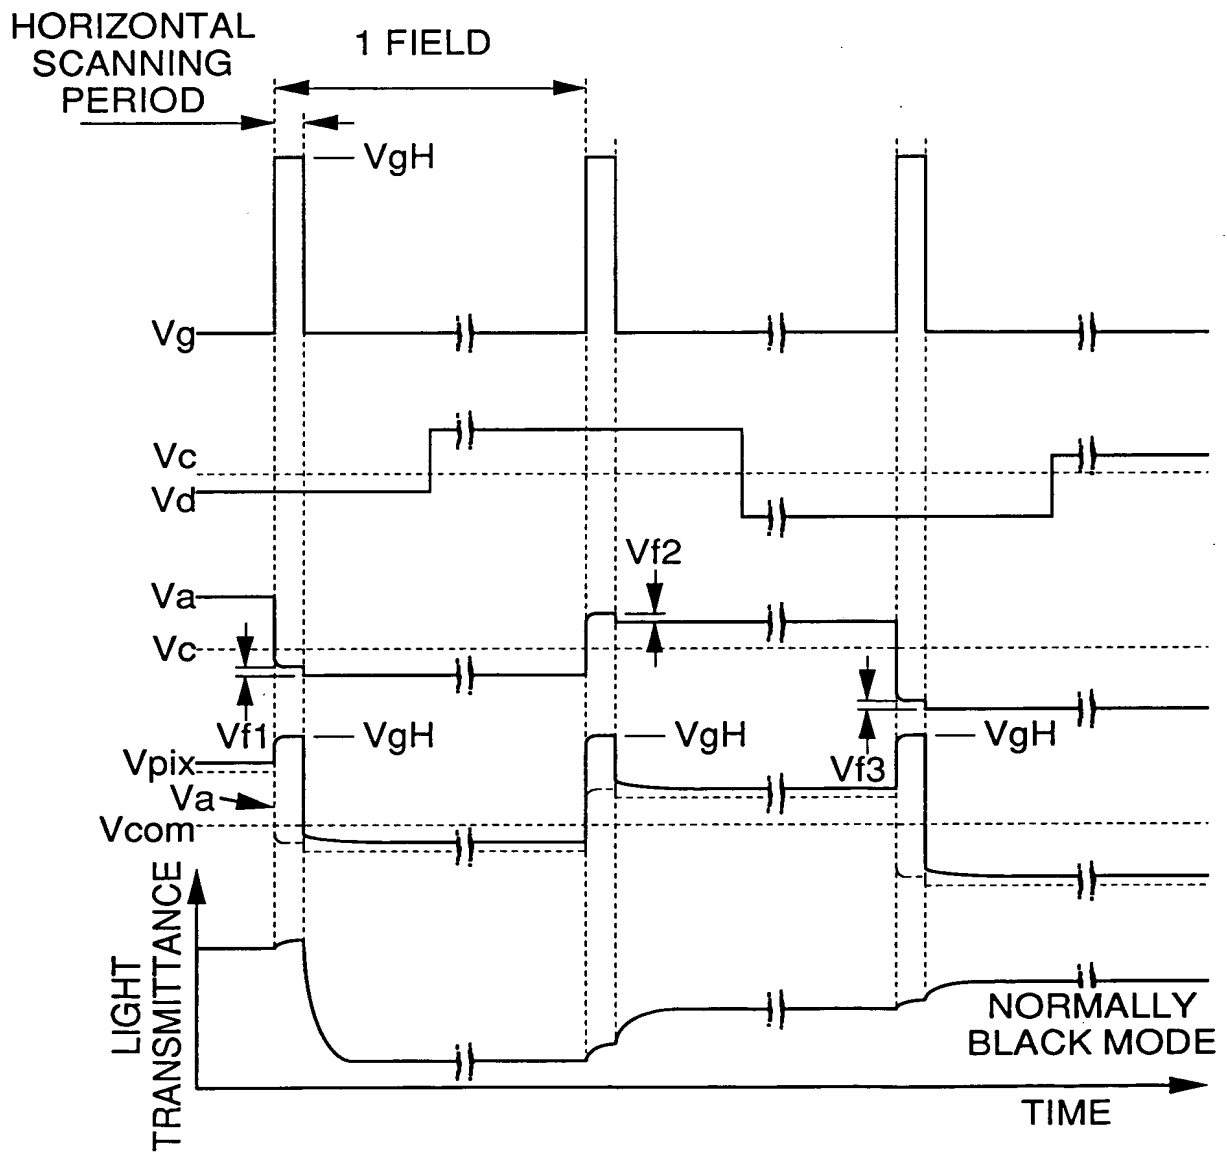 HORIZONTAL
SCANNING
PERIOD
1 FIELD
VgH
Vg
Vc
Vd
Vf2
Va
Vc
Vf1
VgH
VgH
VgH
Vpix
Vf3
Va
Vcom
LIGHT
TRANSMITTANCE
NORMALLY
BLACK MODE
TIME